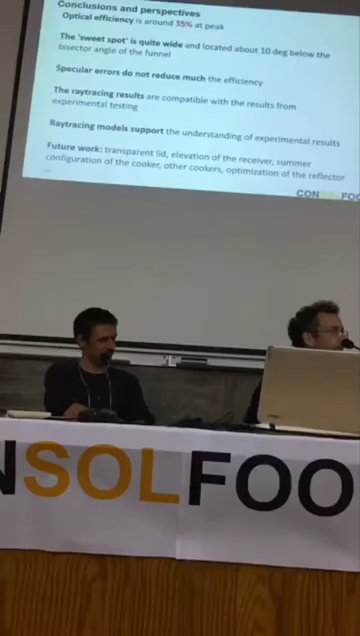 Conclusions and perspectives
Optical efficiency is around 35% at peak
The 'sweet spot' is quite wide and located about 10 deg below the
bisector angle of the funnel
Specular errors do not reduce much the efficiency
The raytracing results are compatible with the results from
experimental testing
Raytracing models support the understanding of experimental results
Future work: transparent lid, elevation of the receiver, summer
configuration of the cooker, other cookers, optimization of the reflector
...
CONSOLFOO
NSOLFOO